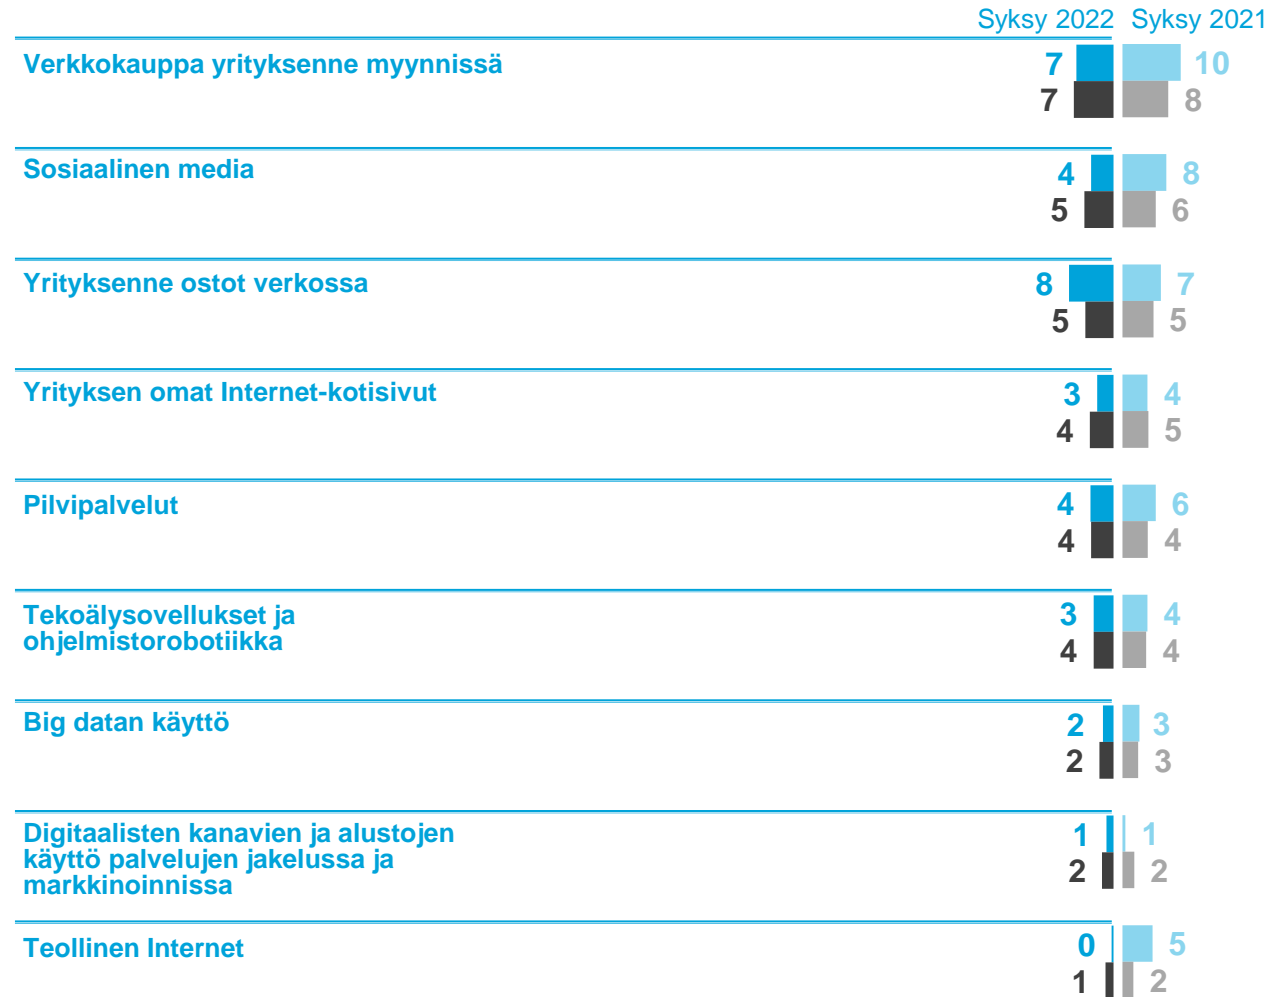 Syksy 2022 Syksy 2021
Verkkokauppa yrityksenne myynnissä
7 10
7 8
Sosiaalinen media
4 8
5 6
Yrityksenne ostot verkossa
8 7
5 5
Yrityksen omat Internet-kotisivut
3 4
4 5
Pilvipalvelut
4 6
4 4
Tekoälysovellukset ja
ohjelmistorobotiikka
3 4
4 4
Big datan käyttö
2 3
2 3
Digitaalisten kanavien ja alustojen
käyttö palvelujen jakelussa ja
markkinoinnissa
1 1
2 2
Teollinen Internet
0 5
1 2